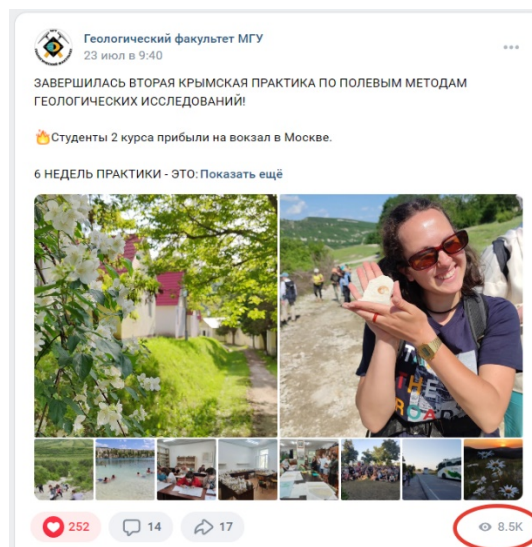 Геологический факультет МГУ
23 июл в 9:40
ЗАВЕРШИЛАСЬ ВТОРАЯ КРЫМСКАЯ ПРАКТИКА ПО ПОЛЕВЫМ МЕТОДАМ
ГЕОЛОГИЧЕСКИХ ИССЛЕДОВАНИЙ!
🔥Студенты 2 курса прибыли на вокзал в Москве.
6 НЕДЕЛЬ ПРАКТИКИ - ЭТО: Показать ещё
THE
252 14 17 8.5K